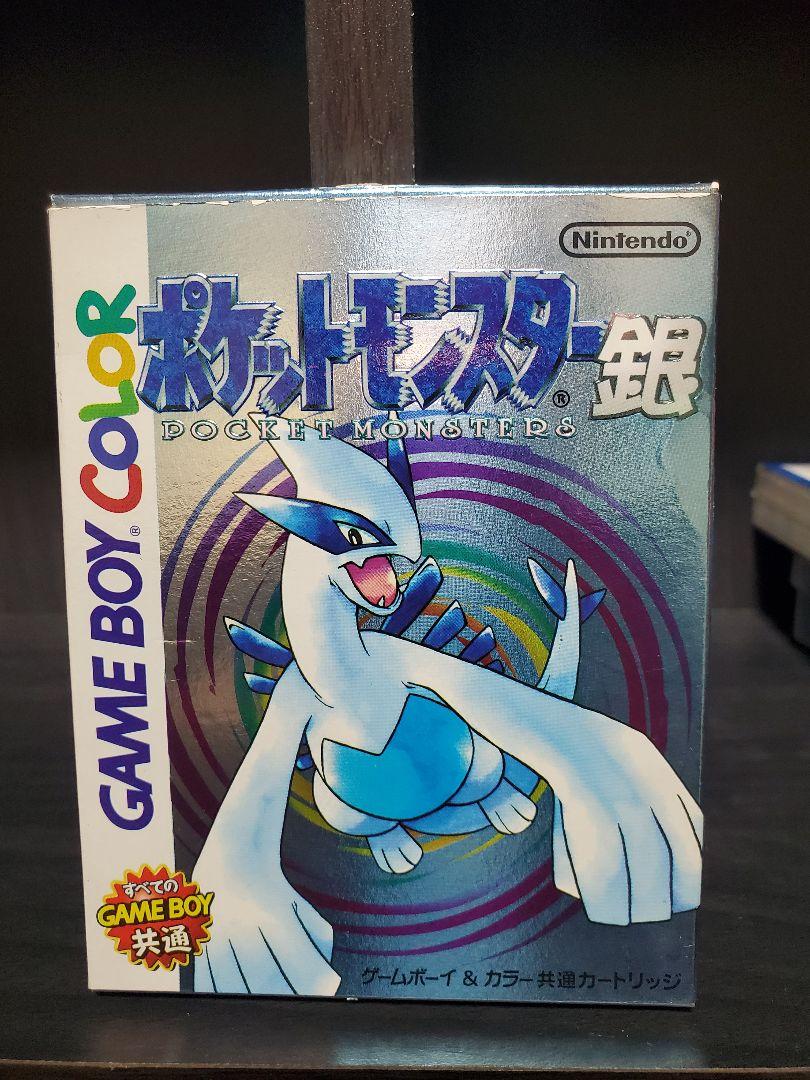 Nintendo®
ポケットモンスター® 銀
POCKET MONSTERS
GAME BOY® COLOR
すべての
GAME BOY
共通
ゲームボーイ & カラー共通カートリッジ